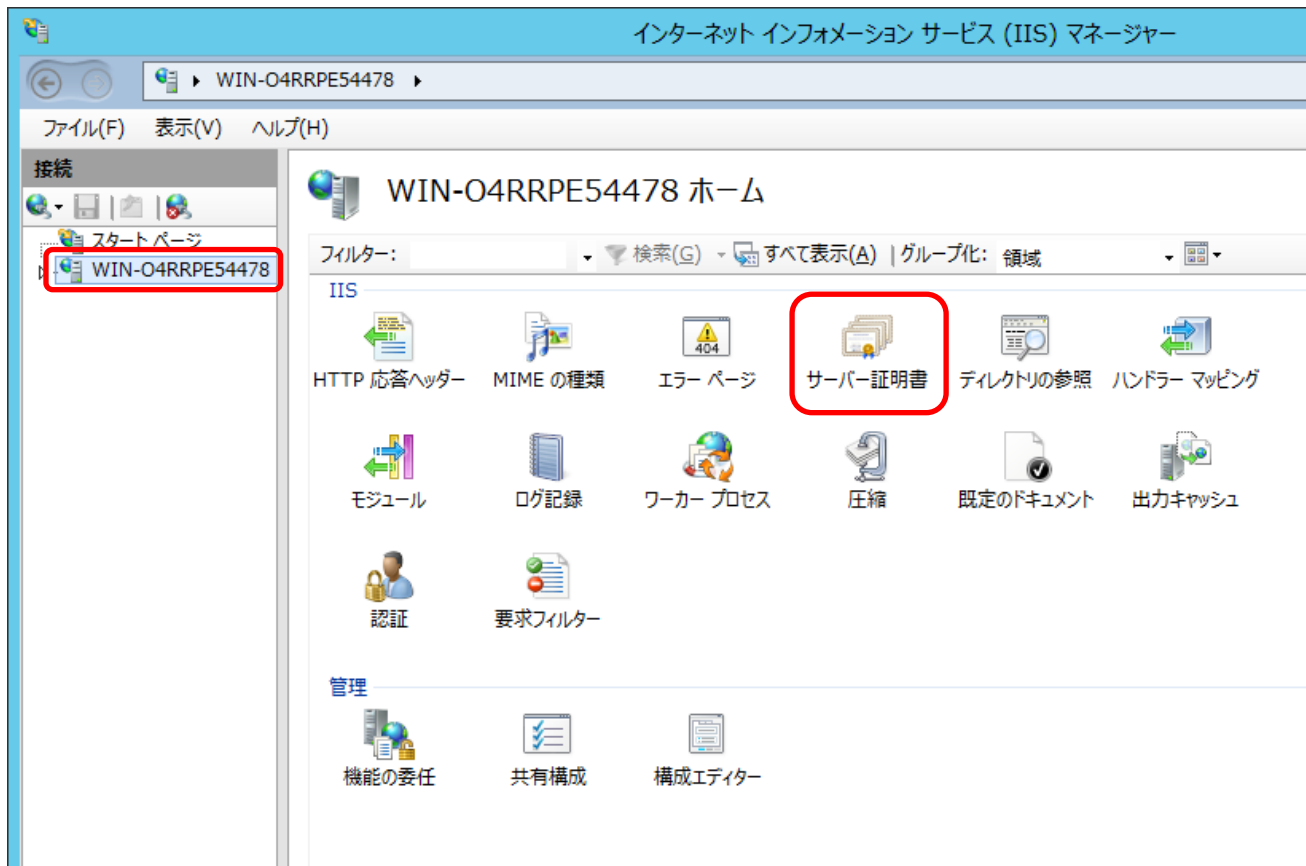 インターネット インフォメーション サービス (IIS) マネージャー
WIN-O4RRPE54478
ファイル(F) 表示(V) ヘルプ(H)
接続
スタート ページ
WIN-O4RRPE54478
WIN-O4RRPE54478 ホーム
フィルター: 検索(G) すべて表示(A) グループ化: 領域
IIS
HTTP 応答ヘッダー MIME の種類 エラー ページ サーバー証明書 ディレクトリの参照 ハンドラー マッピング
404
モジュール ログ記録 ワーカー プロセス 圧縮 既定のドキュメント 出力キャッシュ
認証 要求フィルター
管理
機能の委任 共有構成 構成エディター